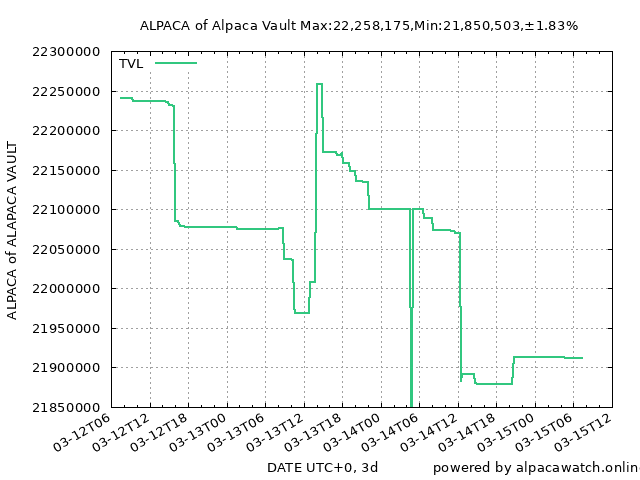 ALPACA of Alpaca Vault Max:22,258,175,Min:21,850,503,±1.83%
TVL
22300000
22250000
22200000
22150000
22100000
22050000
22000000
21950000
21900000
21850000
ALPACA of ALAPACA VAULT
03-12T06
03-12T12
03-12T18
03-13T00
03-13T06
03-13T12
03-13T18
03-14T00
03-14T06
03-14T12
03-14T18
03-15T00
03-15T06
03-15T12
DATE UTC+0, 3d
powered by alpacawatch.online